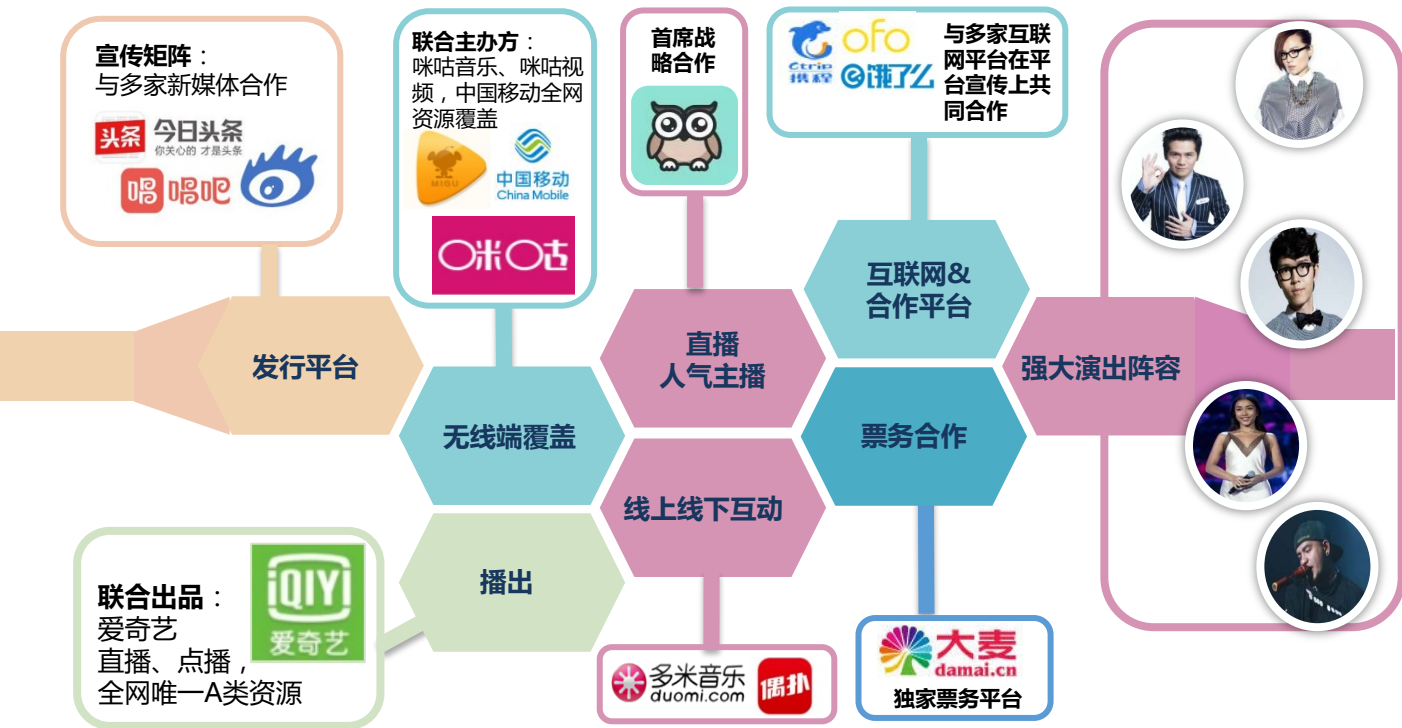 宣传矩阵：
与多家新媒体合作
头条 今日头条
你关心的 才是头条
唱 唱吧
联合主办方：
咪咕音乐、咪咕视
频，中国移动全网
资源覆盖
MIGU
中国移动
China Mobile
咪咕
首席战
略合作
Ctrip
携程
ofo
饿了么
与多家互联
网平台在平
台宣传上共
同合作
发行平台
无线端覆盖
直播
人气主播
互联网&
合作平台
强大演出阵容
票务合作
线上线下互动
播出
联合出品：
爱奇艺
直播、点播，
全网唯一A类资源
iQIYI
爱奇艺
多米音乐
duomi.com
偶扑
大麦
damai.cn
独家票务平台